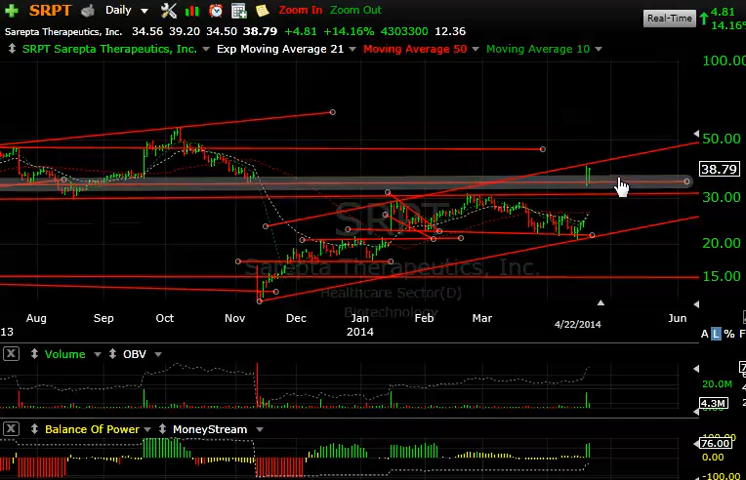 SRPT Daily Zoom In Zoom Out
Real-Time 4.81
14.16%
Sarepta Therapeutics, Inc. 34.56 39.20 34.50 38.79 +4.81 +14.16% 4303300 12.36
SRPT Sarepta Therapeutics, Inc. Exp Moving Average 21 Moving Average 50 Moving Average 10
100.00
50.00
38.79
30.00
20.00
15.00
SRPT
Sarepta Therapeutics, Inc.
Healthcare Sector(D)
Biotechnology
13 Aug Sep Oct Nov Dec Jan Feb Mar 4/22/2014 Jun
2014
A L % F
X Volume OBV
20.0M
4.3M
X Balance Of Power MoneyStream
100.00
76.00
0.00
-100.00